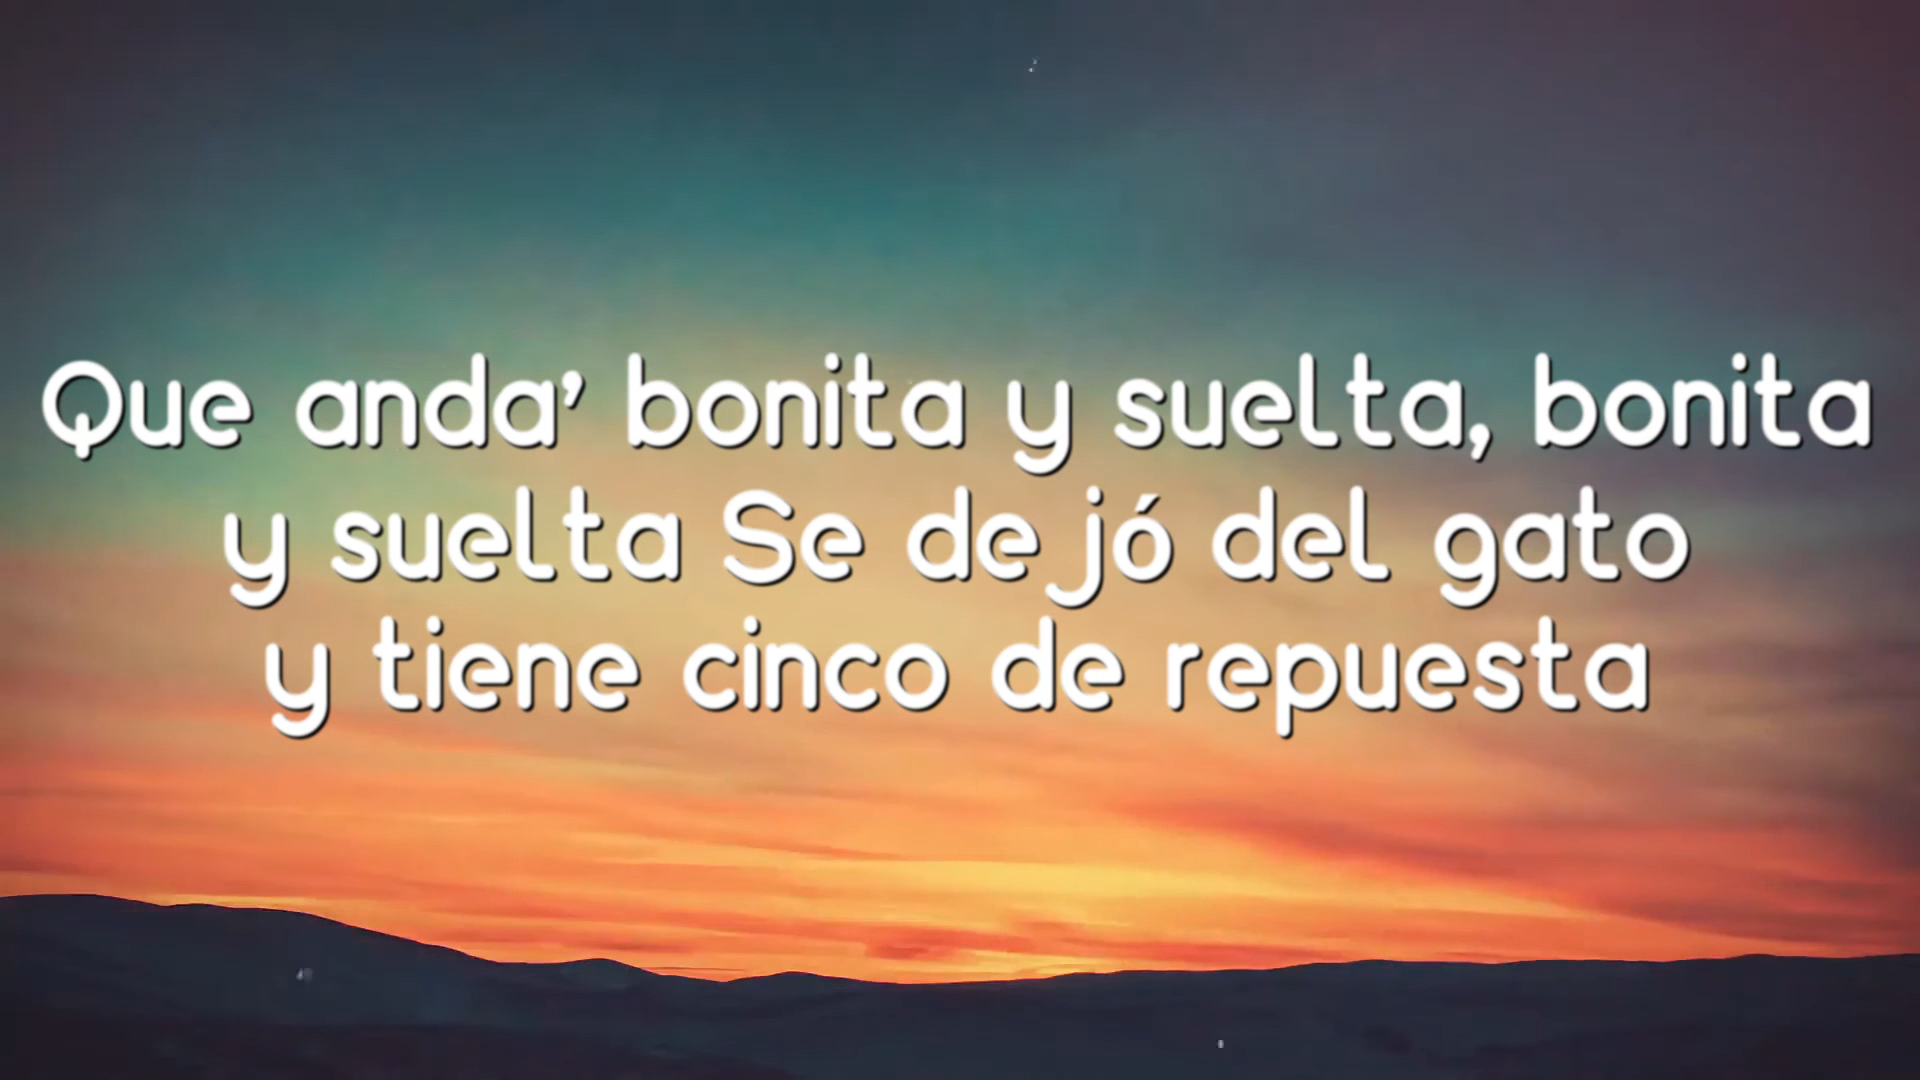 Que anda' bonita y suelta, bonita
y suelta Se dejó del gato
y tiene cinco de repuesta